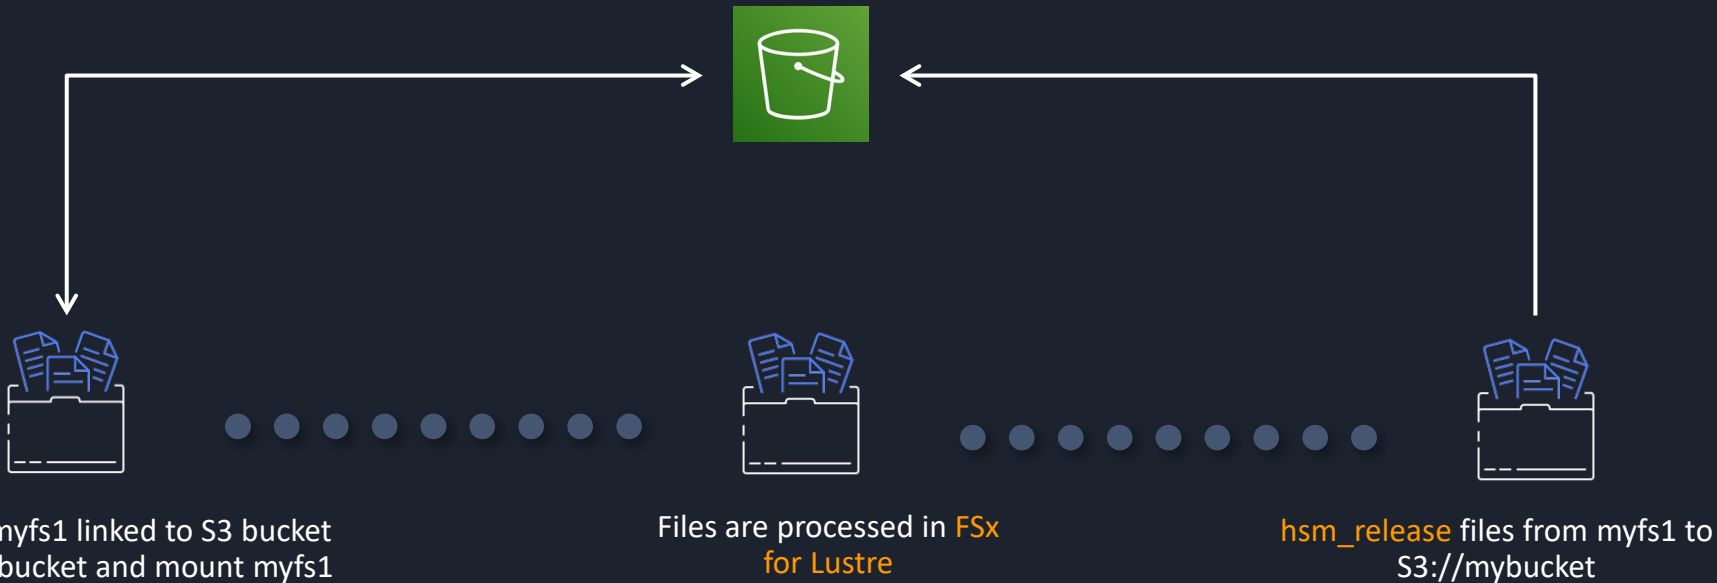 myfs1 linked to S3 bucket
bucket and mount myfs1
Files are processed in FSx
for Lustre
hsm_release files from myfs1 to
S3://mybucket